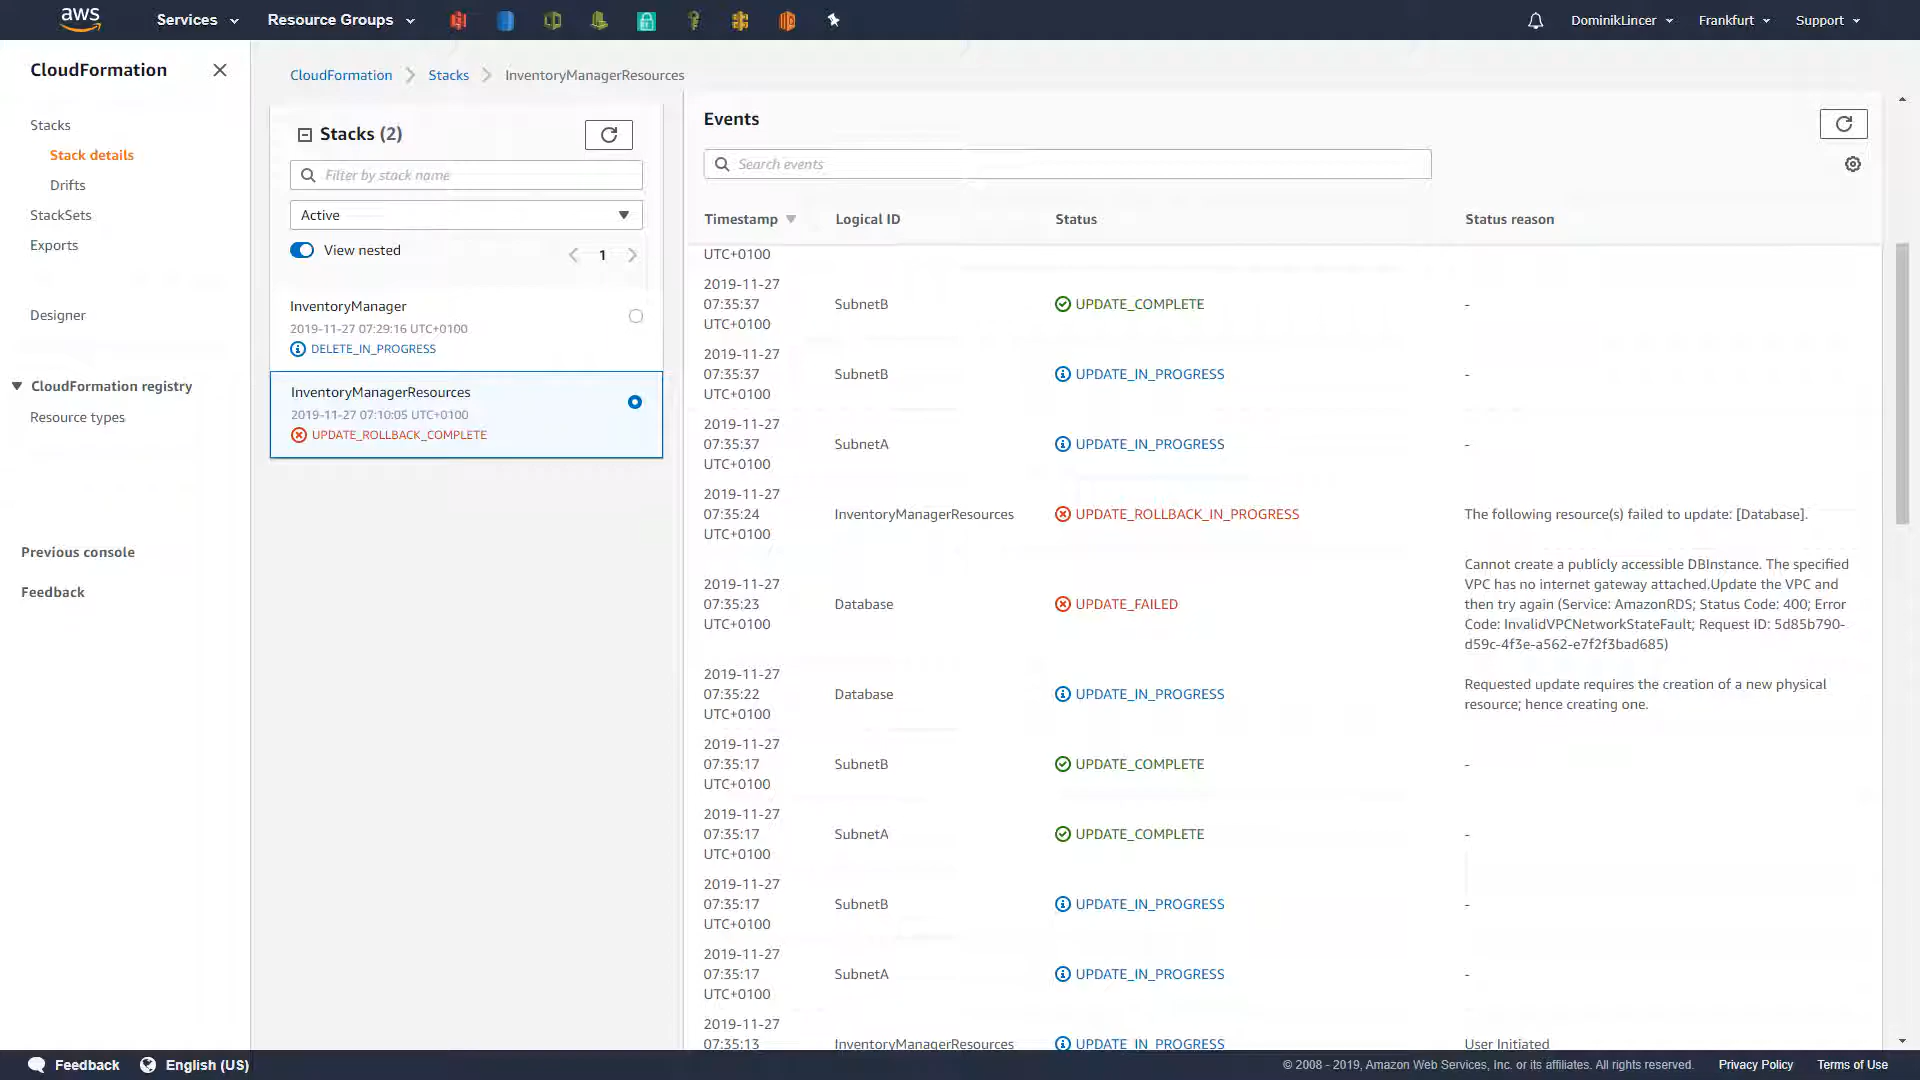 aws
Services
Resource Groups
DominikLincer
Frankfurt
Support
CloudFormation
Stacks
Stack details
Drifts
StackSets
Exports
Designer
CloudFormation registry
Resource types
Previous console
Feedback
CloudFormation
Stacks
InventoryManagerResources
Stacks (2)
Filter by stack name
Active
View nested
1
InventoryManager
2019-11-27 07:29:16 UTC+0100
DELETE_IN_PROGRESS
InventoryManagerResources
2019-11-27 07:10:05 UTC+0100
UPDATE_ROLLBACK_COMPLETE
Events
Search events
Timestamp Logical ID Status Status reason
UTC+0100
2019-11-27
07:35:37 SubnetB UPDATE_COMPLETE -
UTC+0100
2019-11-27
07:35:37 SubnetB UPDATE_IN_PROGRESS -
UTC+0100
2019-11-27
07:35:37 SubnetA UPDATE_IN_PROGRESS -
UTC+0100
2019-11-27
07:35:24 InventoryManagerResources UPDATE_ROLLBACK_IN_PROGRESS The following resource(s) failed to update: [Database].
UTC+0100
Cannot create a publicly accessible DBInstance. The specified
2019-11-27 VPC has no internet gateway attached.Update the VPC and
07:35:23 Database UPDATE_FAILED then try again (Service: AmazonRDS; Status Code: 400; Error
UTC+0100 Code: InvalidVPCNetworkStateFault; Request ID: 5d85b790-
d59c-4f3e-a562-e7f2f3bad685)
2019-11-27 Requested update requires the creation of a new physical
07:35:22 Database UPDATE_IN_PROGRESS resource; hence creating one.
UTC+0100
2019-11-27
07:35:17 SubnetB UPDATE_COMPLETE -
UTC+0100
2019-11-27
07:35:17 SubnetA UPDATE_COMPLETE -
UTC+0100
2019-11-27
07:35:17 SubnetB UPDATE_IN_PROGRESS -
UTC+0100
2019-11-27
07:35:17 SubnetA UPDATE_IN_PROGRESS -
UTC+0100
2019-11-27
07:35:13 InventoryManagerResources UPDATE_IN_PROGRESS User Initiated
Feedback
English (US)
© 2008 - 2019, Amazon Web Services, Inc. or its affiliates. All rights reserved.
Privacy Policy
Terms of Use